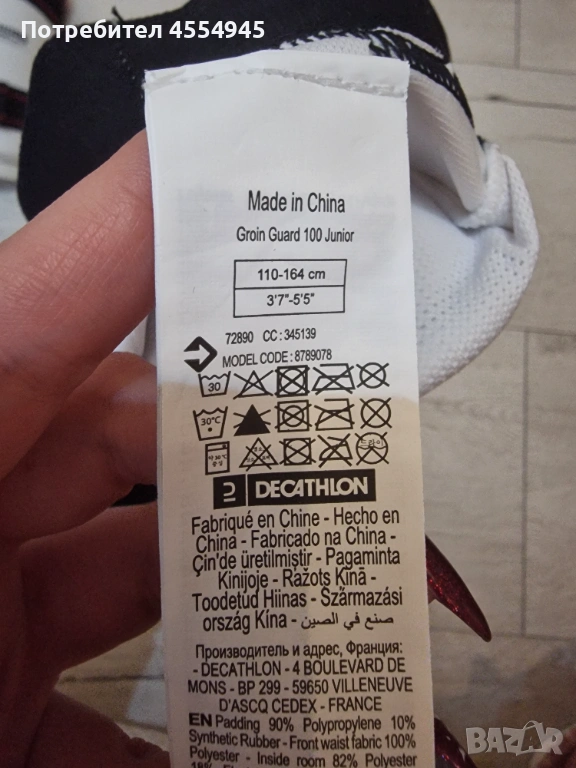 Потребител 4554945
Made in China
Groin Guard 100 Junior
110-164 cm
3'7"-5'5"
72890 CC : 345139
MODEL CODE : 8789078
30
30°C
DECATHLON
Fabriqué en Chine - Hecho en
China - Fabricado na China -
Çin'de üretilmiştir - Pagaminta
Kinijoje - Ražots Ķīnā -
Toodetud Hiinas - Származási
ország Kína - صنع في الصين
Производител и адрес, Франция:
- DECATHLON - 4 BOULEVARD DE
MONS - BP 299 - 59650 VILLENEUVE
D'ASCQ CEDEX - FRANCE
EN Padding 90% Polypropylene 10%
Synthetic Rubber - Front waist fabric 100%
Polyester - Inside room 82% Polyester
BAZAR